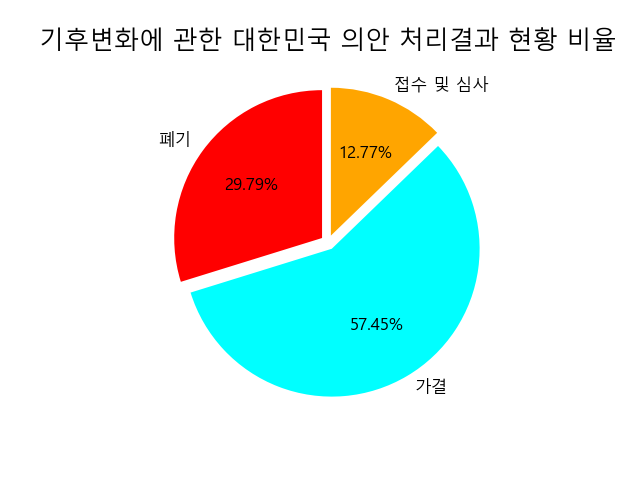 기후변화에 관한 대한민국 의안 처리결과 현황 비율
접수 및 심사
폐기
12.77%
29.79%
57.45%
가결